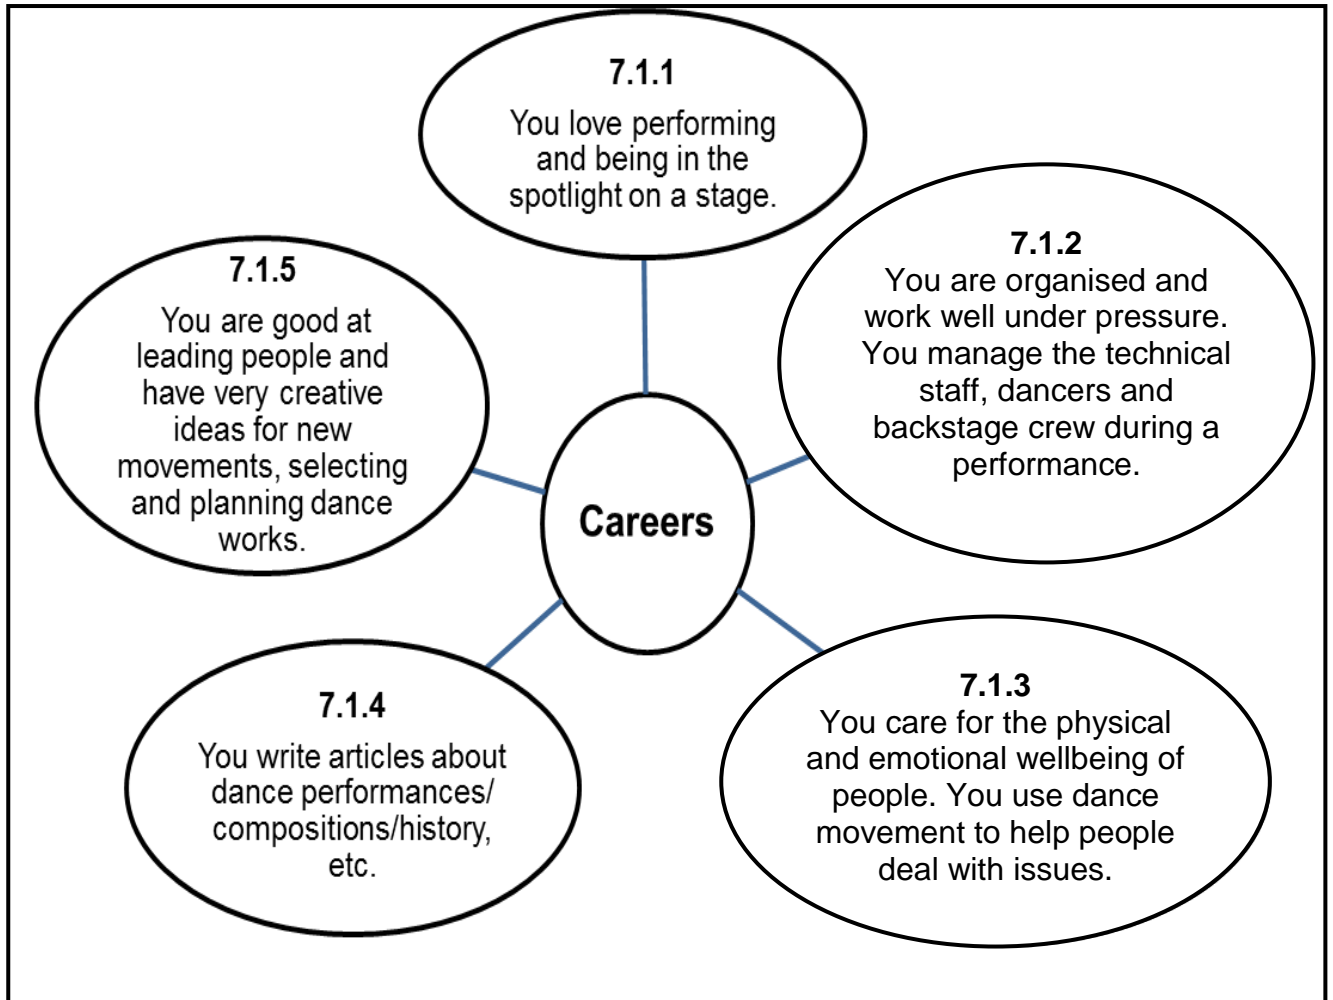 7.1.1
You love performing
and being in the
spotlight on a stage.
7.1.2
You are organised and
work well under pressure.
You manage the technical
staff, dancers and
backstage crew during a
performance.
7.1.5
You are good at
leading people and
have very creative
ideas for new
movements, selecting
and planning dance
works.
Careers
7.1.4
You write articles about
dance performances/
compositions/history,
etc.
7.1.3
You care for the physical
and emotional wellbeing of
people. You use dance
movement to help people
deal with issues.